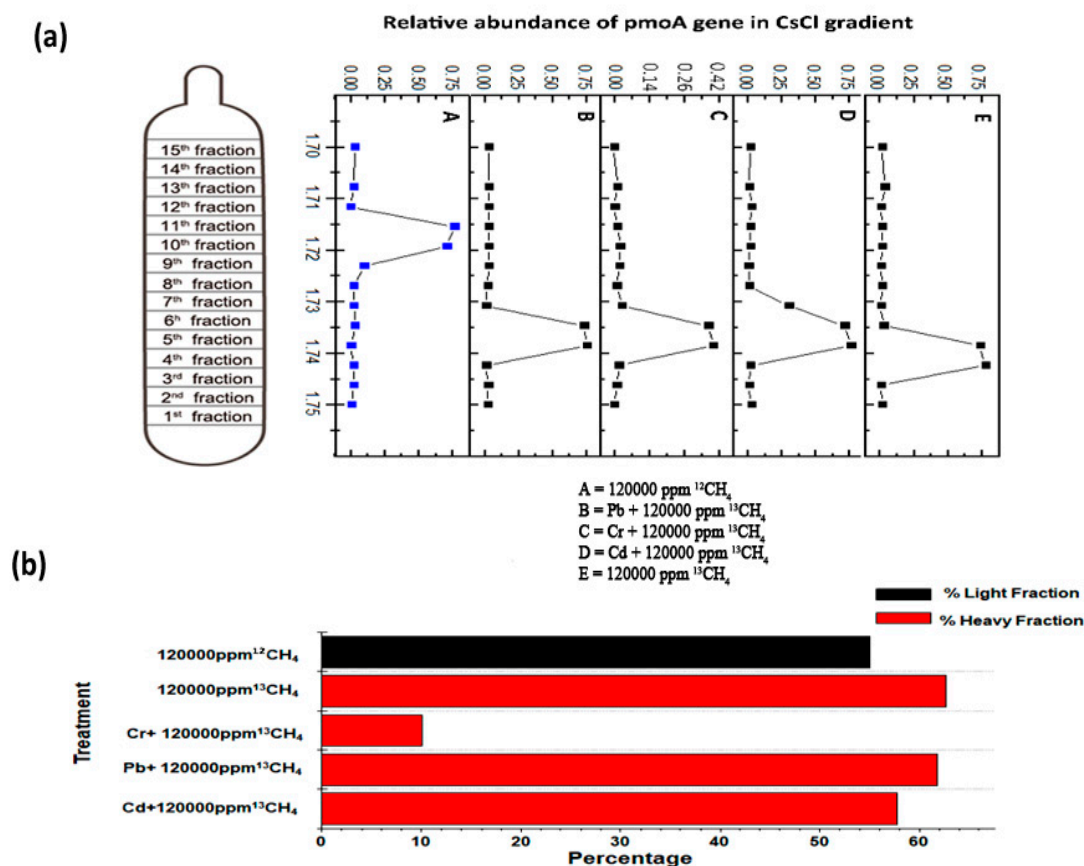 (a)
Relative abundance of pmoA gene in CsCl gradient
15th fraction
14th fraction
13th fraction
12th fraction
11th fraction
10th fraction
9th fraction
8th fraction
7th fraction
6h fraction
5th fraction
4th fraction
3rd fraction
2nd fraction
1st fraction
0.00 0.25 0.50 0.75
0.00 0.25 0.50 0.75
0.00 0.14 0.26 0.42
0.00 0.25 0.50 0.75
0.00 0.25 0.50 0.75
A B C D E
1.70
1.71
1.72
1.73
1.74
1.75
A = 120000 ppm ¹²CH₄
B = Pb + 120000 ppm ¹³CH₄
C = Cr + 120000 ppm ¹³CH₄
D = Cd + 120000 ppm ¹³CH₄
E = 120000 ppm ¹³CH₄
(b)
% Light Fraction
% Heavy Fraction
Treatment
120000ppm¹²CH₄
120000ppm¹³CH₄
Cr+ 120000ppm¹³CH₄
Pb+ 120000ppm¹³CH₄
Cd+120000ppm¹³CH₄
0 10 20 30 40 50 60
Percentage